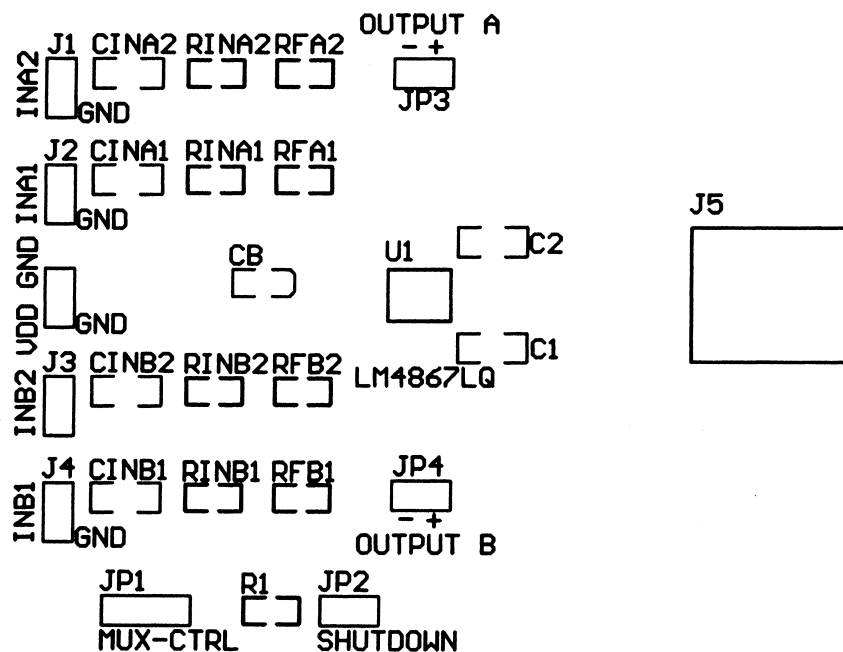 OUTPUT A
J1 CINA2 RINA2 RFA2
- +
INA2
GND
JP3
J2 CINA1 RINA1 RFA1
INA1
GND
J5
CB
U1
C2
VDD GND
GND
C1
J3 CINB2 RINB2 RFB2
LM4867LQ
INB2
J4 CINB1 RINB1 RFB1
JP4
INB1
- +
GND
OUTPUT B
JP1
R1
JP2
MUX-CTRL
SHUTDOWN